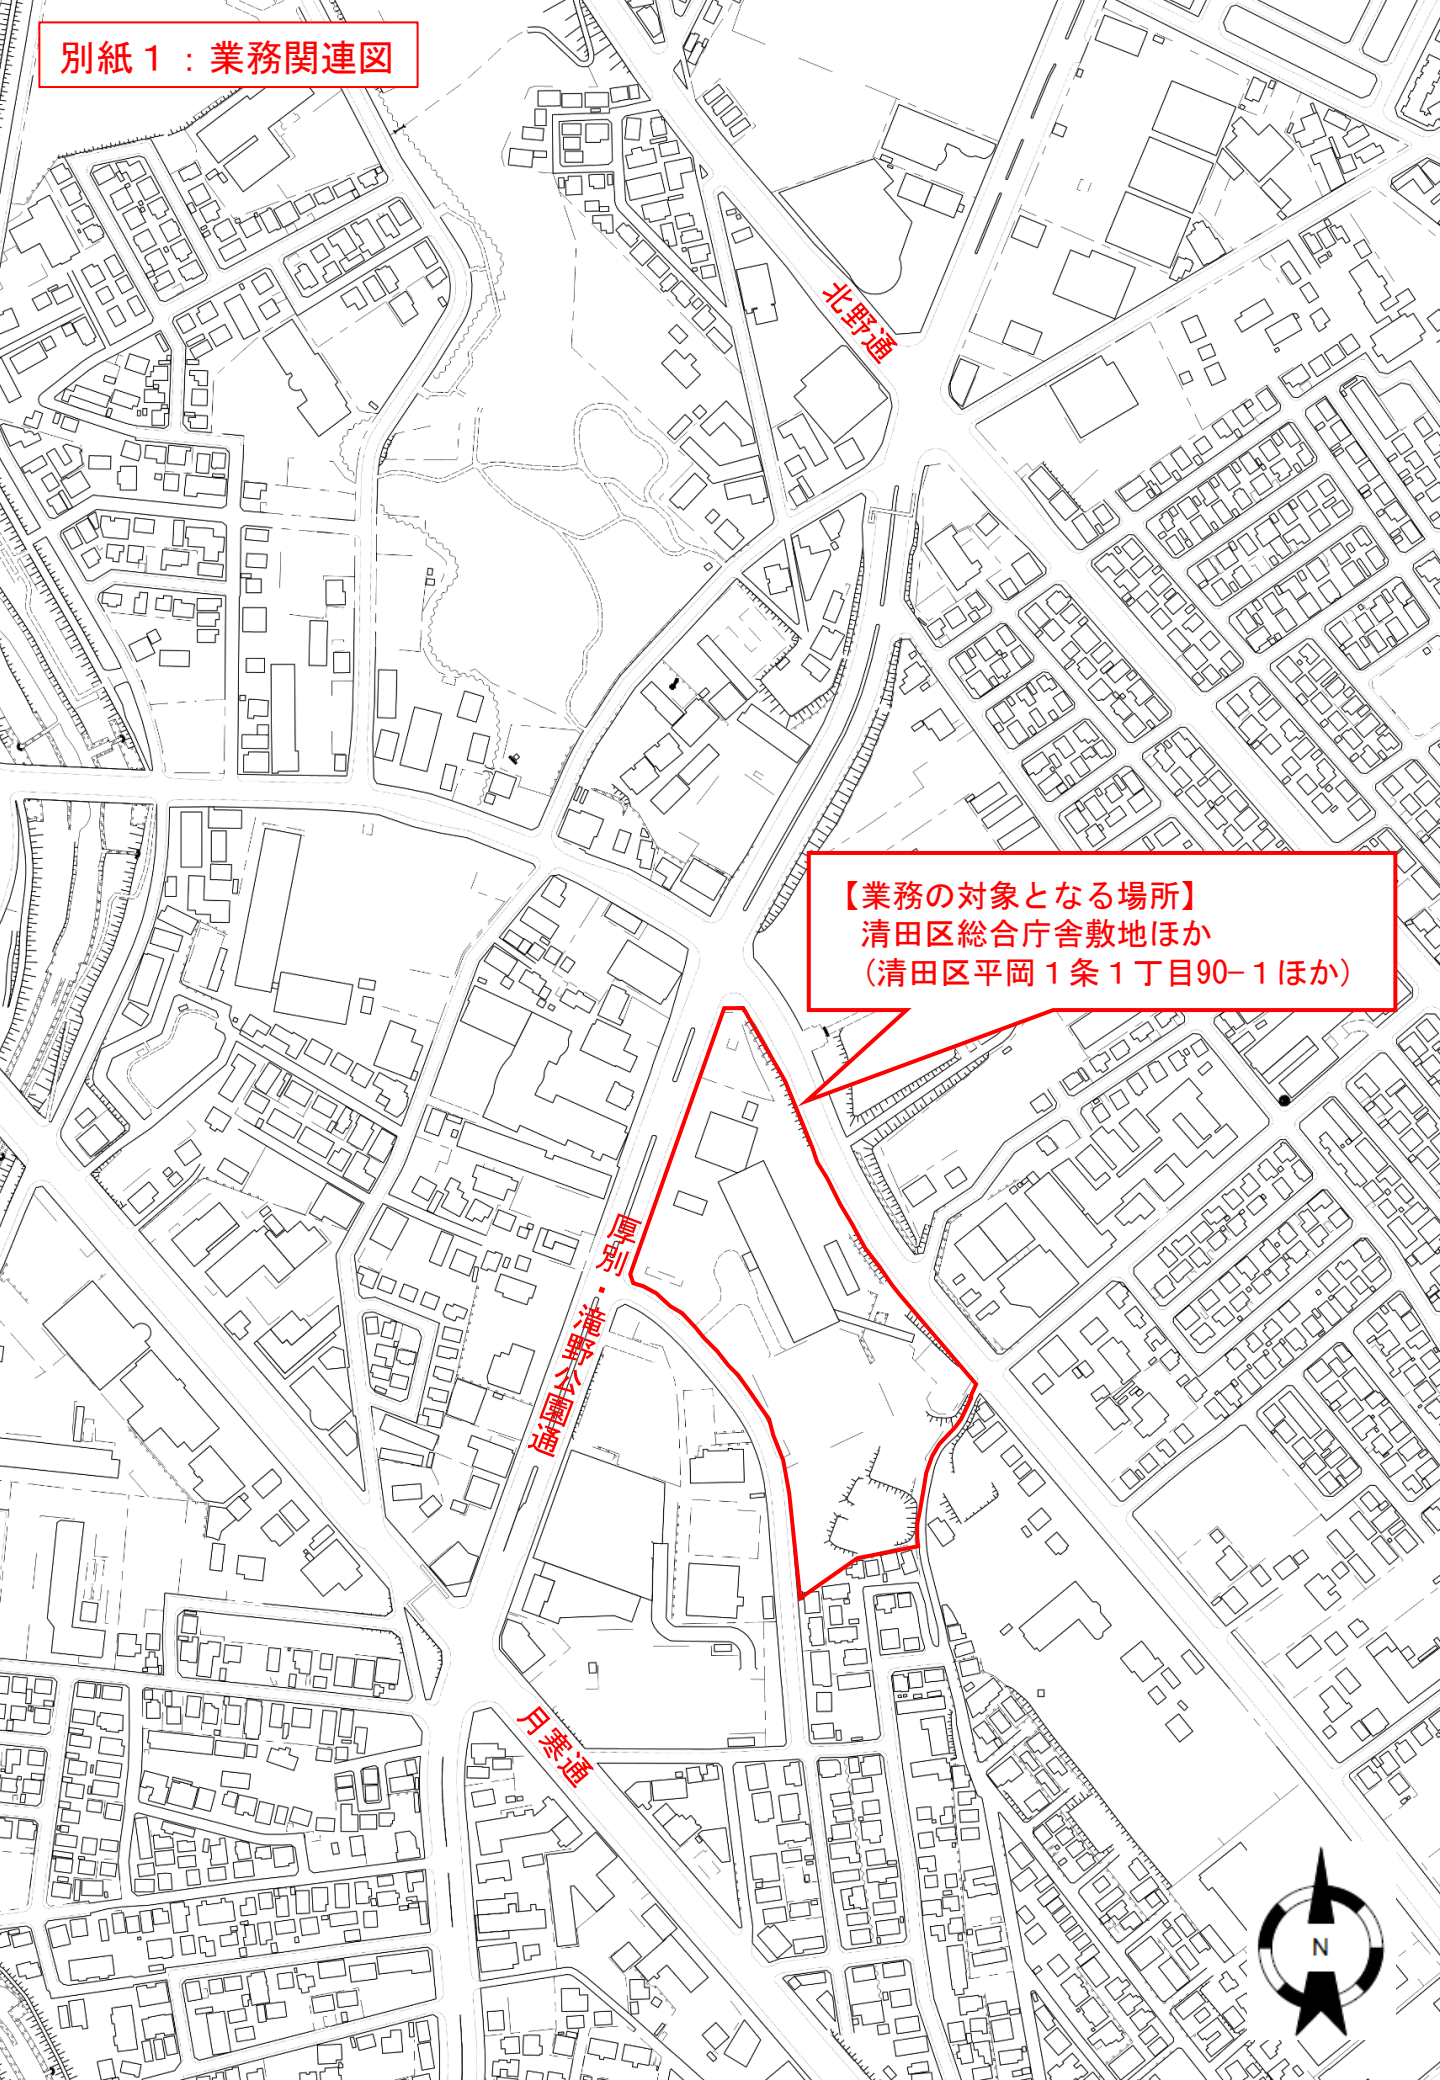 別紙１：業務関連図
北野通
【業務の対象となる場所】
清田区総合庁舎敷地ほか
（清田区平岡１条１丁目90－１ほか）
厚別・滝野公園通
月寒通
N